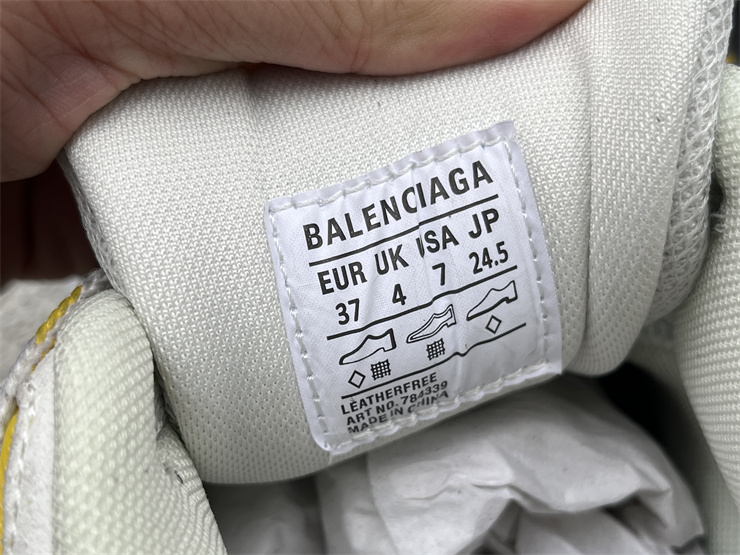 BALENCIAGA
EUR UK USA JP
37 4 7 24.5
LEATHERFREE
ART NO. 784339
MADE IN CHINA